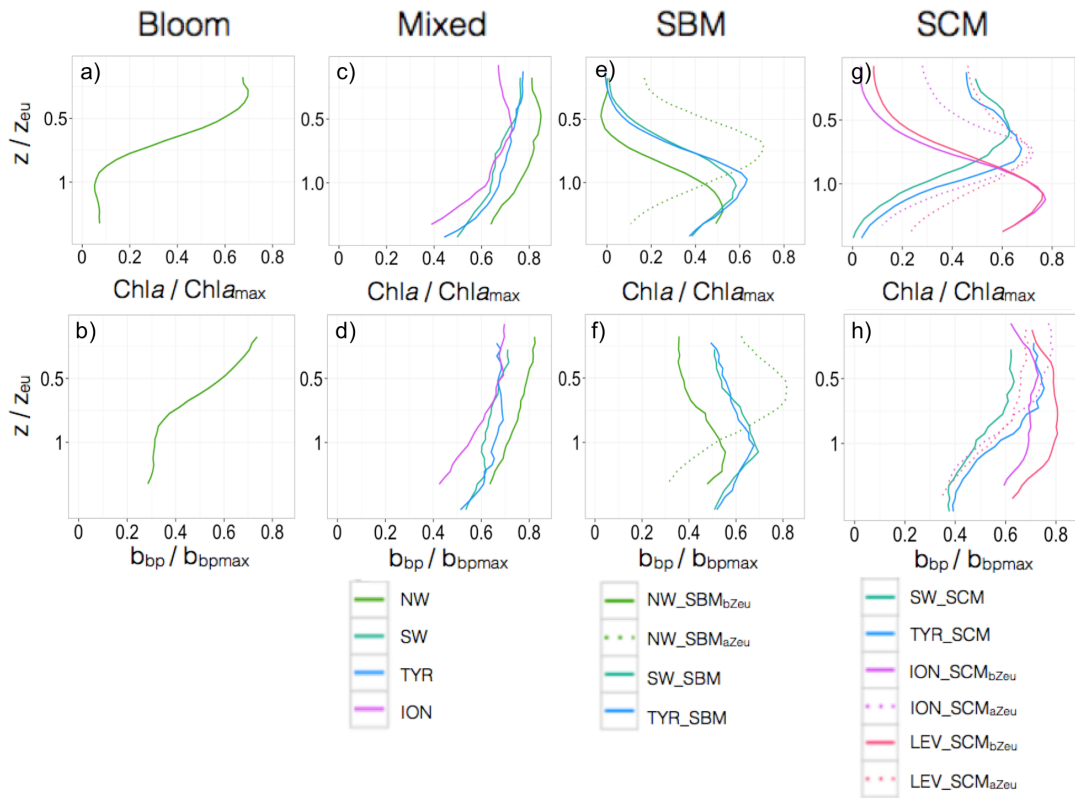 Bloom Mixed SBM SCM
a) c) e) g)
z / zeu
0.5 0.5 0.5 0.5
1 1.0 1.0 1.0
0 0.2 0.4 0.6 0.8 0 0.2 0.4 0.6 0.8 0 0.2 0.4 0.6 0.8 0 0.2 0.4 0.6 0.8
Chla / Chlamax Chla / Chlamax Chla / Chlamax Chla / Chlamax
b) d) f) h)
z / zeu
0.5 0.5 0.5 0.5
1 1 1 1
0 0.2 0.4 0.6 0.8 0 0.2 0.4 0.6 0.8 0 0.2 0.4 0.6 0.8 0 0.2 0.4 0.6 0.8
bbp / bbpmax bbp / bbpmax bbp / bbpmax bbp / bbpmax
NW
SW
TYR
ION
NW_SBMbZeu
NW_SBMaZeu
SW_SBM
TYR_SBM
SW_SCM
TYR_SCM
ION_SCMbZeu
ION_SCMaZeu
LEV_SCMbZeu
LEV_SCMaZeu